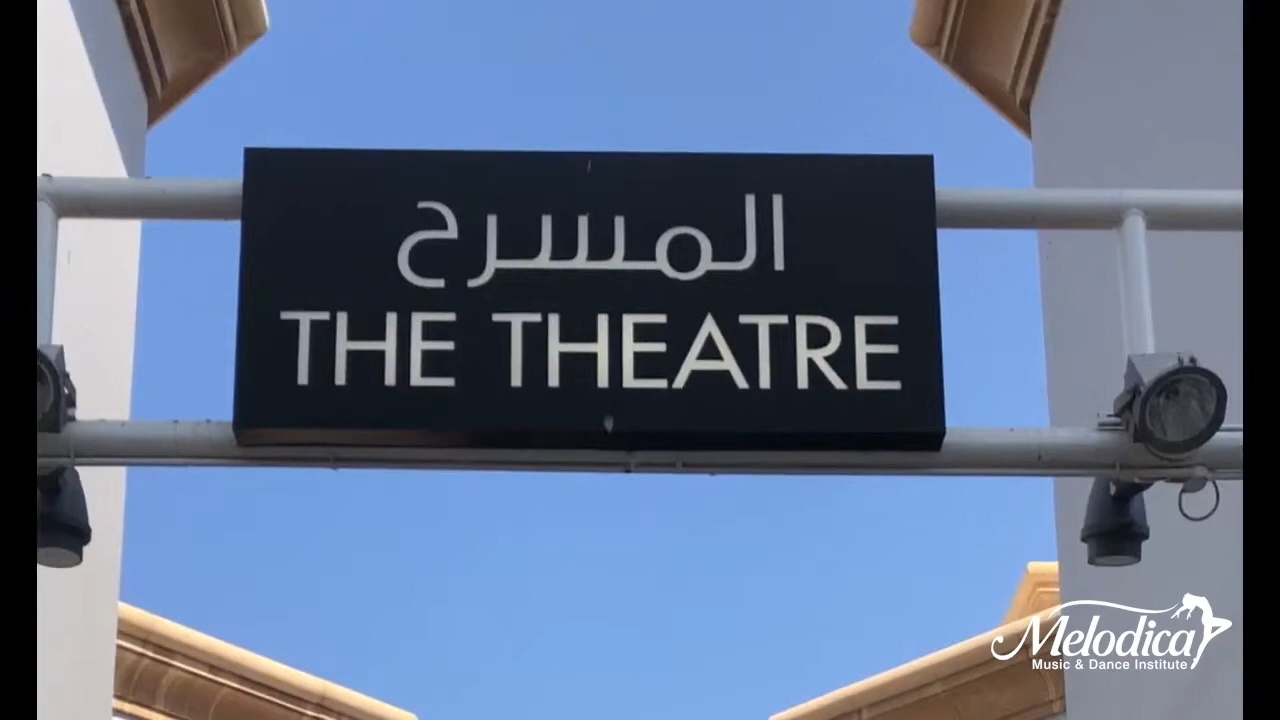 المسرح
THE THEATRE
Melodica
Music & Dance Institute